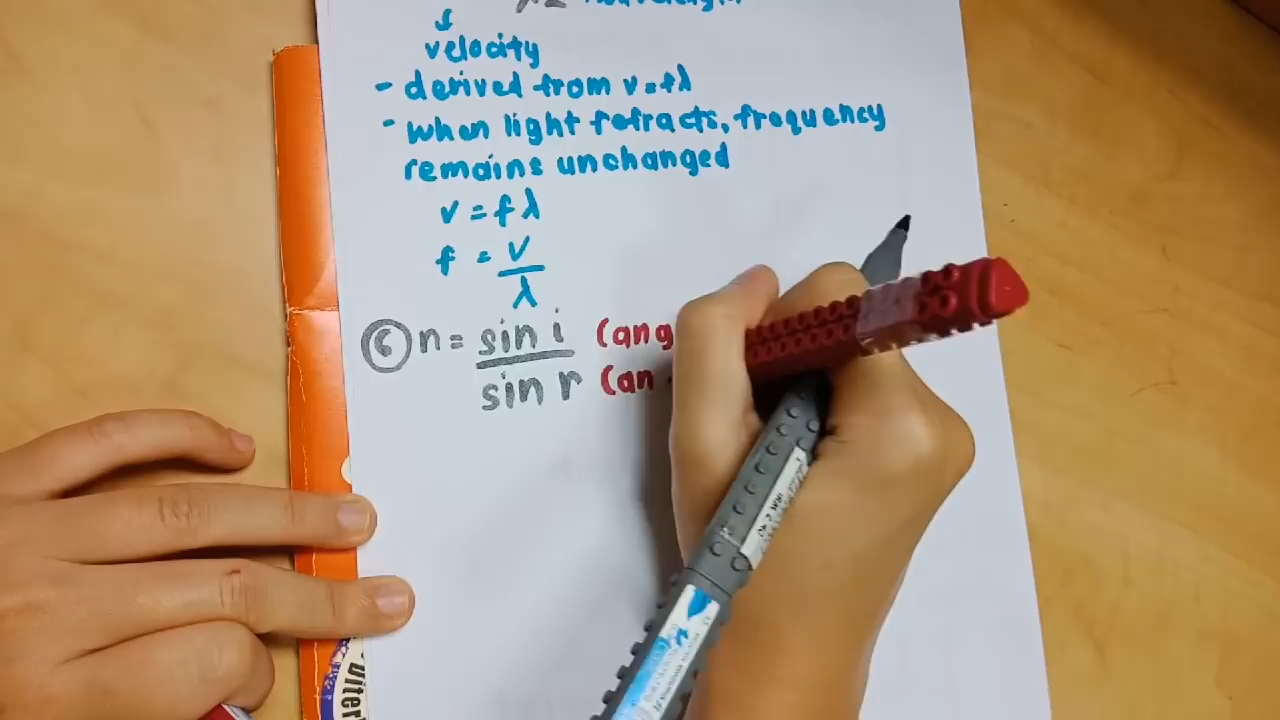 velocity
- derived from v = fλ
- when light refracts, frequency
remains unchanged
v = fλ
f = v
λ
⑥ n = sin i (ang
sin r (an